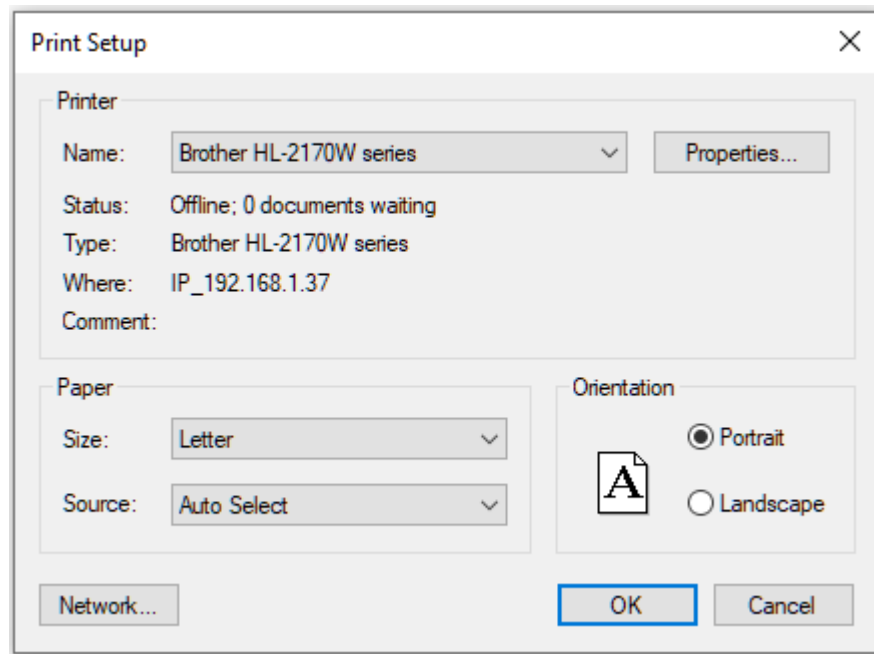 Print Setup
Printer
Name: Brother HL-2170W series Properties...
Status: Offline; 0 documents waiting
Type: Brother HL-2170W series
Where: IP_192.168.1.37
Comment:
Paper
Size: Letter
Source: Auto Select
Orientation
A
Portrait
Landscape
Network... OK Cancel